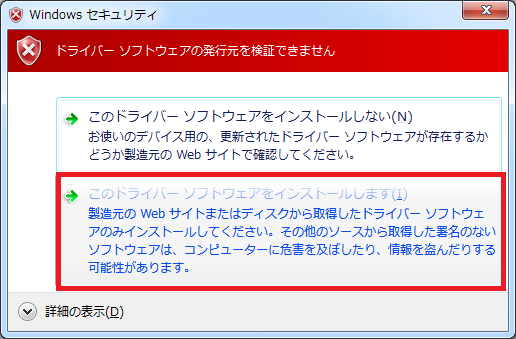 Windows セキュリティ
ドライバー ソフトウェアの発行元を検証できません
このドライバー ソフトウェアをインストールしない(N)
お使いのデバイス用の、更新されたドライバー ソフトウェアが存在するか
どうか製造元の Web サイトで確認してください。
このドライバー ソフトウェアをインストールします(I)
製造元の Web サイトまたはディスクから取得したドライバー ソフトウェ
アのみインストールしてください。その他のソースから取得した署名のない
ソフトウェアは、コンピューターに危害を及ぼしたり、情報を盗んだりする
可能性があります。
詳細の表示(D)